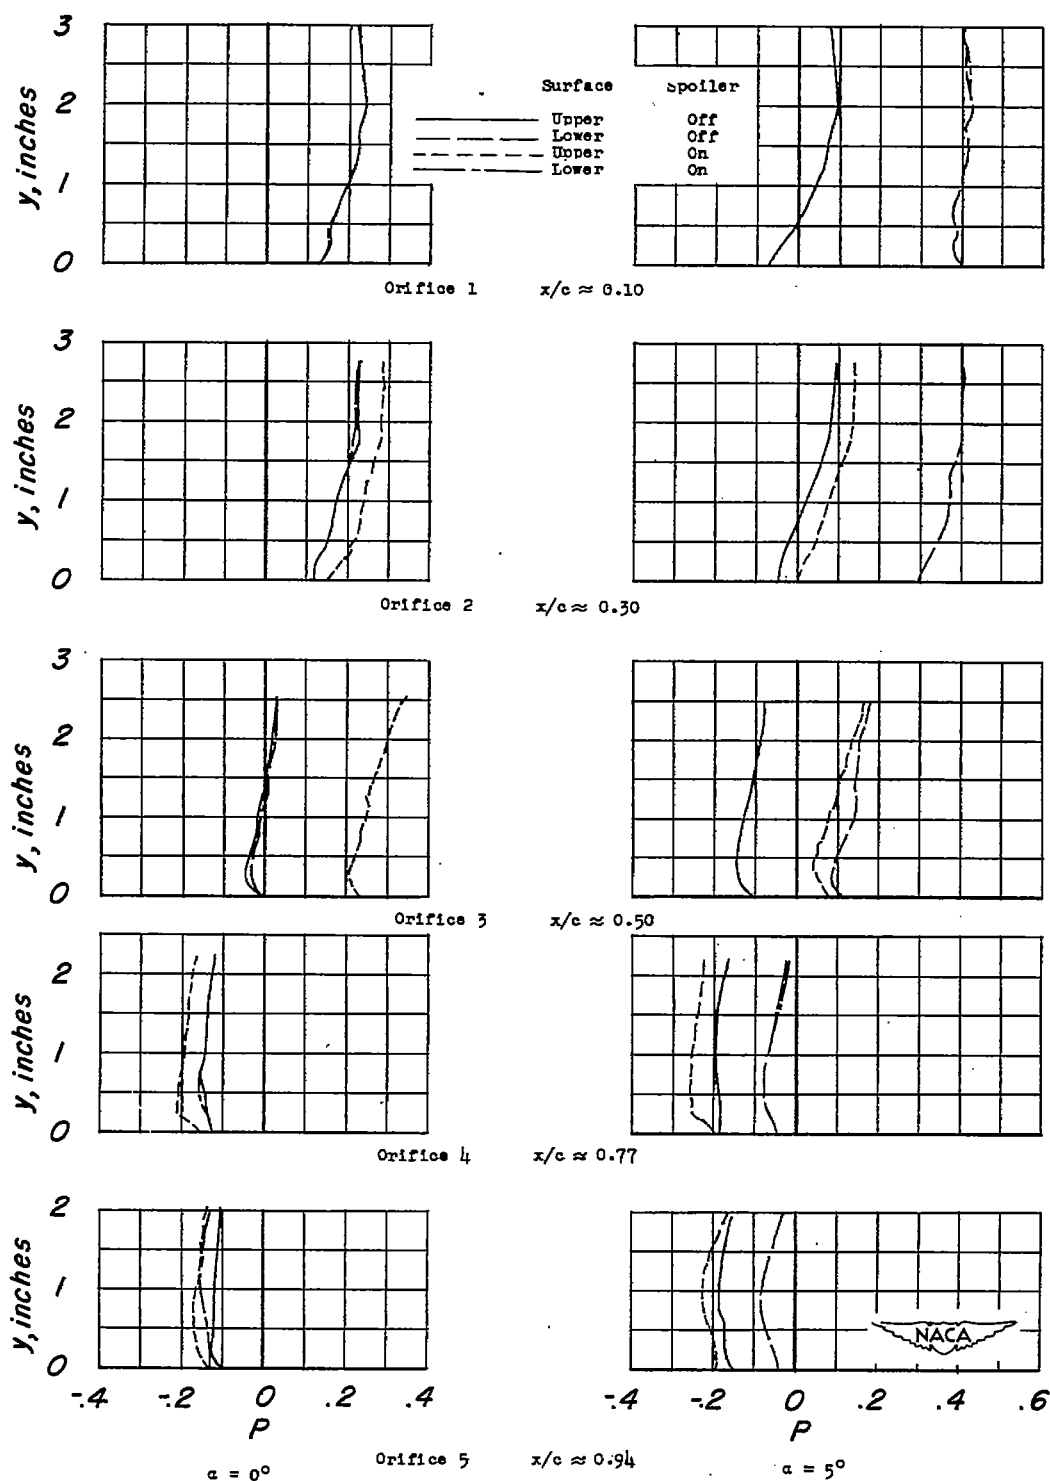 3
2
1
0
y, inches
Surface Spoiler
Upper Off
Lower Off
Upper On
Lower On
Orifice 1 x/c ≈ 0.10
3
2
1
0
y, inches
Orifice 2 x/c ≈ 0.30
3
2
1
0
y, inches
Orifice 3 x/c ≈ 0.50
2
1
0
y, inches
Orifice 4 x/c ≈ 0.77
2
1
0
y, inches
NACA
-.4 -.2 0 .2 .4 -.4 -.2 0 .2 .4 .6
P P
Orifice 5 x/c ≈ 0.94
α = 0° α = 5°